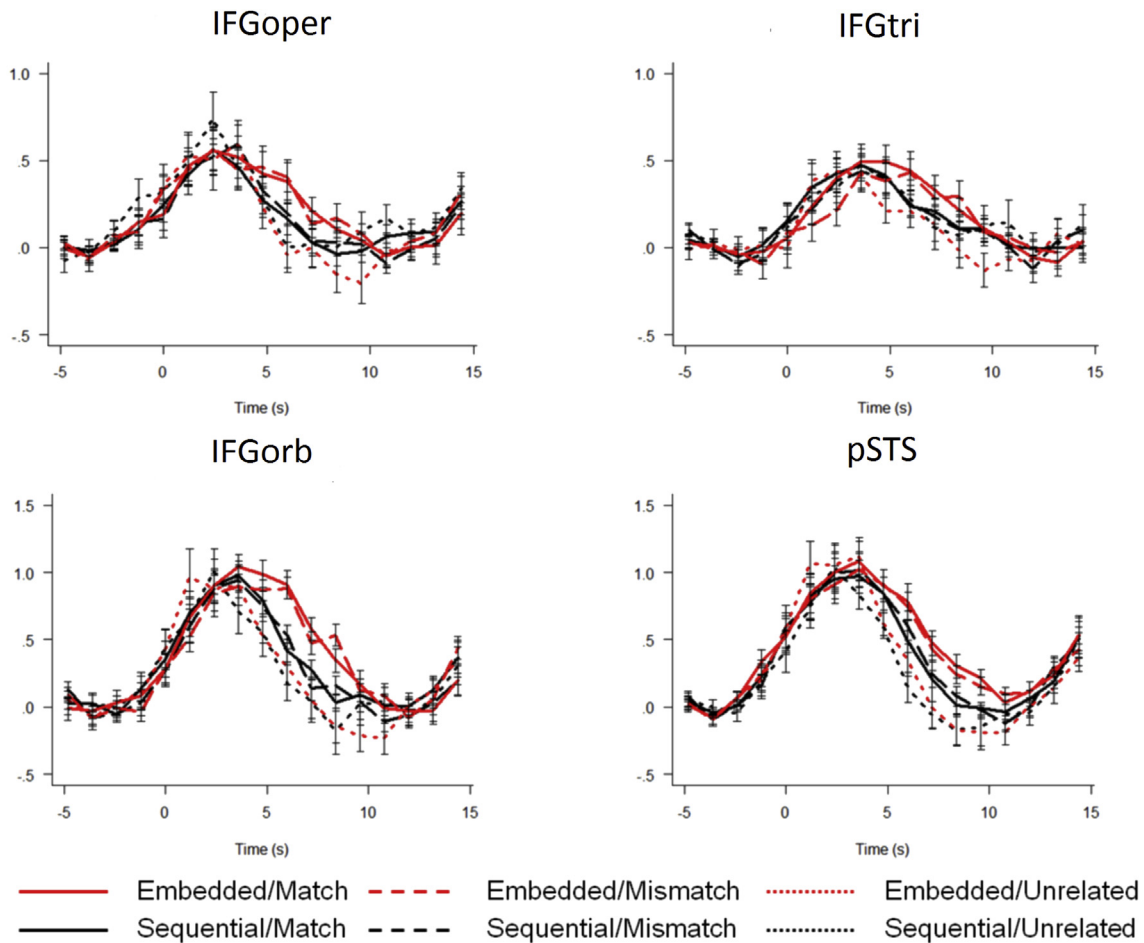 IFGoper
IFGtri
1.0
.5
.0
-.5
-5
0
5
10
15
Time (s)
1.0
.5
.0
-.5
-5
0
5
10
15
Time (s)
IFGorb
pSTS
1.5
1.0
.5
.0
-.5
-5
0
5
10
15
Time (s)
1.5
1.0
.5
.0
-.5
-5
0
5
10
15
Time (s)
Embedded/Match
Embedded/Mismatch
Embedded/Unrelated
Sequential/Match
Sequential/Mismatch
Sequential/Unrelated